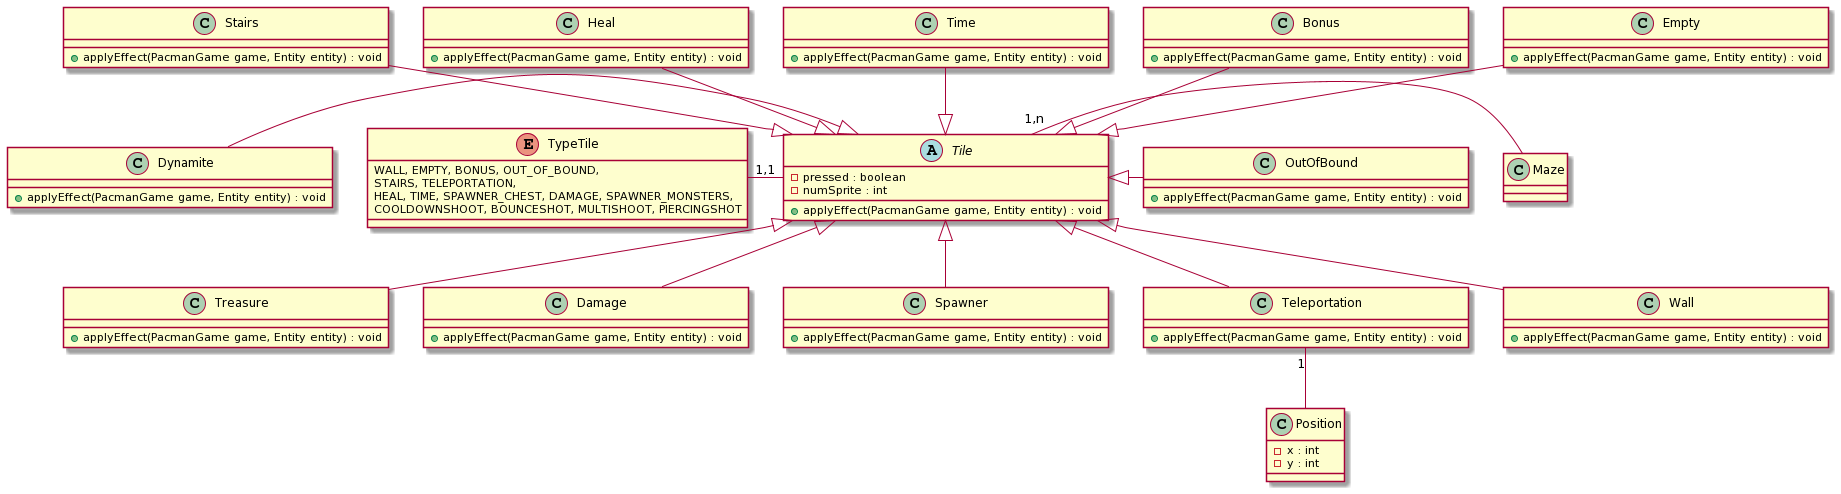 C Stairs
applyEffect(PacmanGame game, Entity entity) : void
C Heal
applyEffect(PacmanGame game, Entity entity) : void
C Time
applyEffect(PacmanGame game, Entity entity) : void
C Bonus
applyEffect(PacmanGame game, Entity entity) : void
C Empty
applyEffect(PacmanGame game, Entity entity) : void
C Dynamite
applyEffect(PacmanGame game, Entity entity) : void
E TypeTile
WALL, EMPTY, BONUS, OUT_OF_BOUND,
STAIRS, TELEPORTATION,
HEAL, TIME, SPAWNER_CHEST, DAMAGE, SPAWNER_MONSTERS,
COOLDOWNSHOOT, BOUNCESHOT, MULTISHOOT, PIERCINGSHOT
1,1
1,n
A Tile
pressed : boolean
numSprite : int
applyEffect(PacmanGame game, Entity entity) : void
C OutOfBound
applyEffect(PacmanGame game, Entity entity) : void
C Maze
C Treasure
applyEffect(PacmanGame game, Entity entity) : void
C Damage
applyEffect(PacmanGame game, Entity entity) : void
C Spawner
applyEffect(PacmanGame game, Entity entity) : void
C Teleportation
applyEffect(PacmanGame game, Entity entity) : void
C Wall
applyEffect(PacmanGame game, Entity entity) : void
1
C Position
x : int
y : int